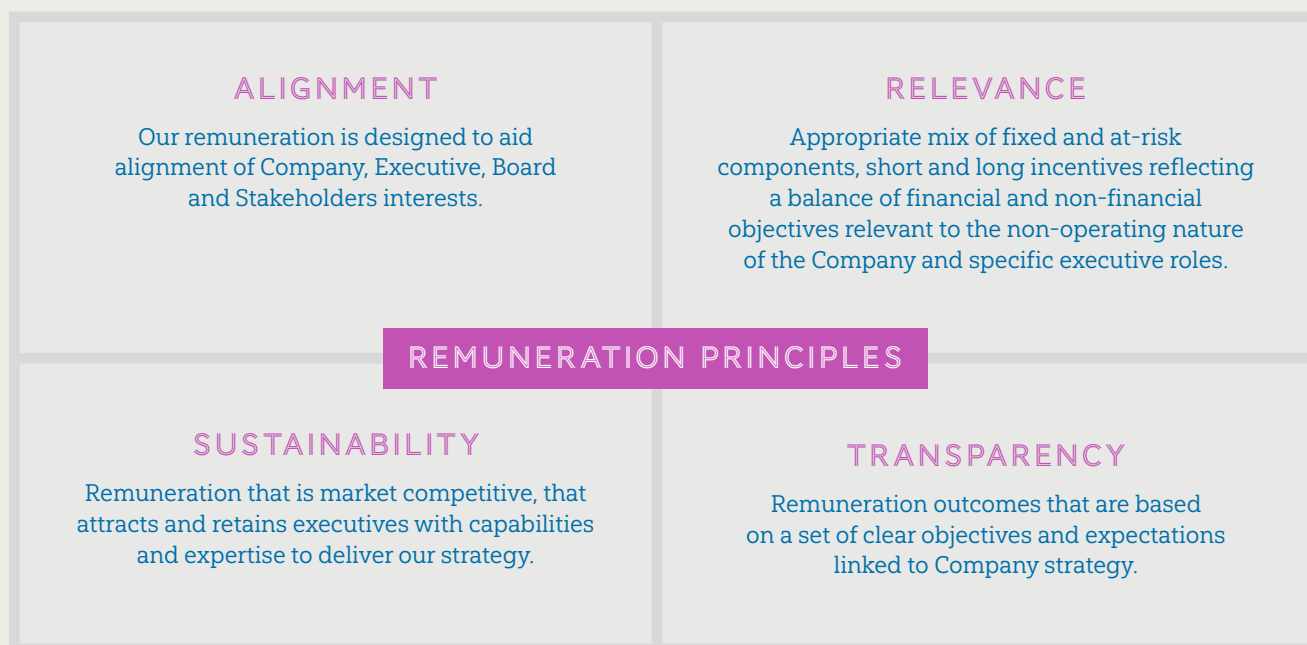 ALIGNMENT
Our remuneration is designed to aid
alignment of Company, Executive, Board
and Stakeholders interests.
RELEVANCE
Appropriate mix of fixed and at-risk
components, short and long incentives reflecting
a balance of financial and non-financial
objectives relevant to the non-operating nature
of the Company and specific executive roles.
REMUNERATION PRINCIPLES
SUSTAINABILITY
Remuneration that is market competitive, that
attracts and retains executives with capabilities
and expertise to deliver our strategy.
TRANSPARENCY
Remuneration outcomes that are based
on a set of clear objectives and expectations
linked to Company strategy.